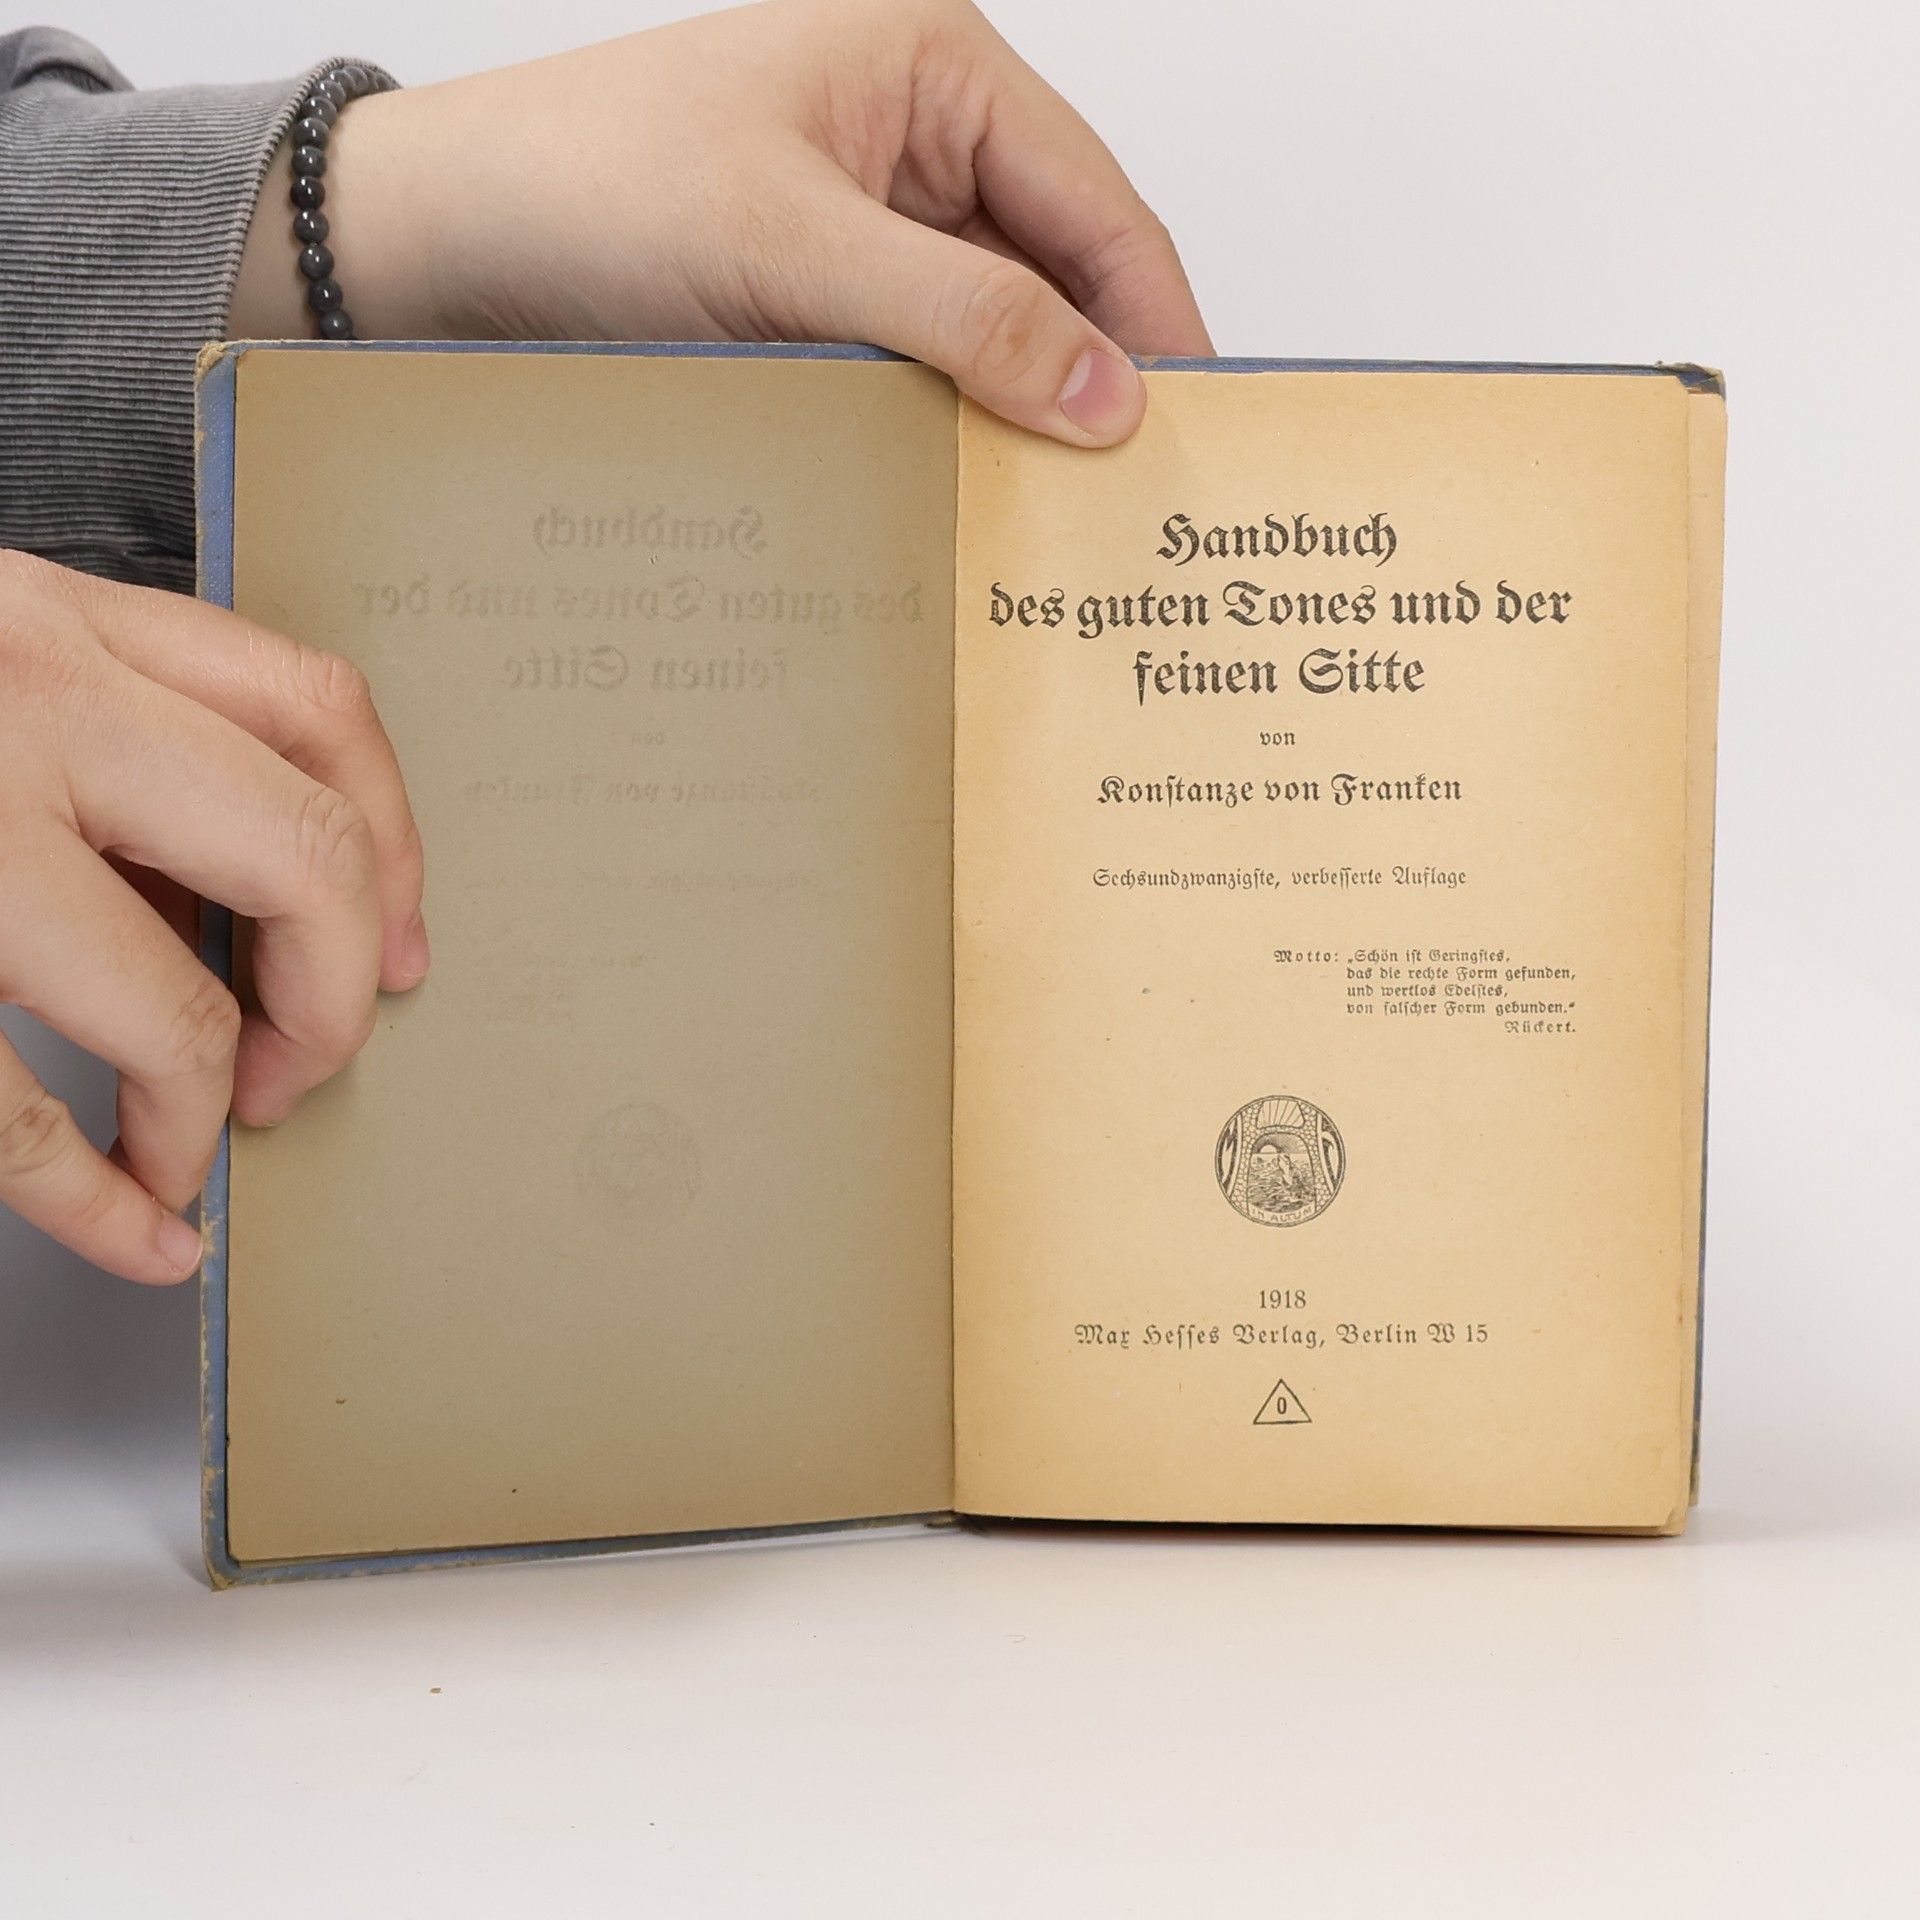 Handbuch
des guten Tones und der
feinen Sitte
von
Konstanze von Franken
Sechsundzwanzigste, verbesserte Auflage
Motto: „Schön ist Geringstes,
das die rechte Form gefunden,
und wertlos Edelstes,
von falscher Form gebunden.“
Rückert.
M H
IN ALTUM
1918
Max Hesses Verlag, Berlin W 15
0